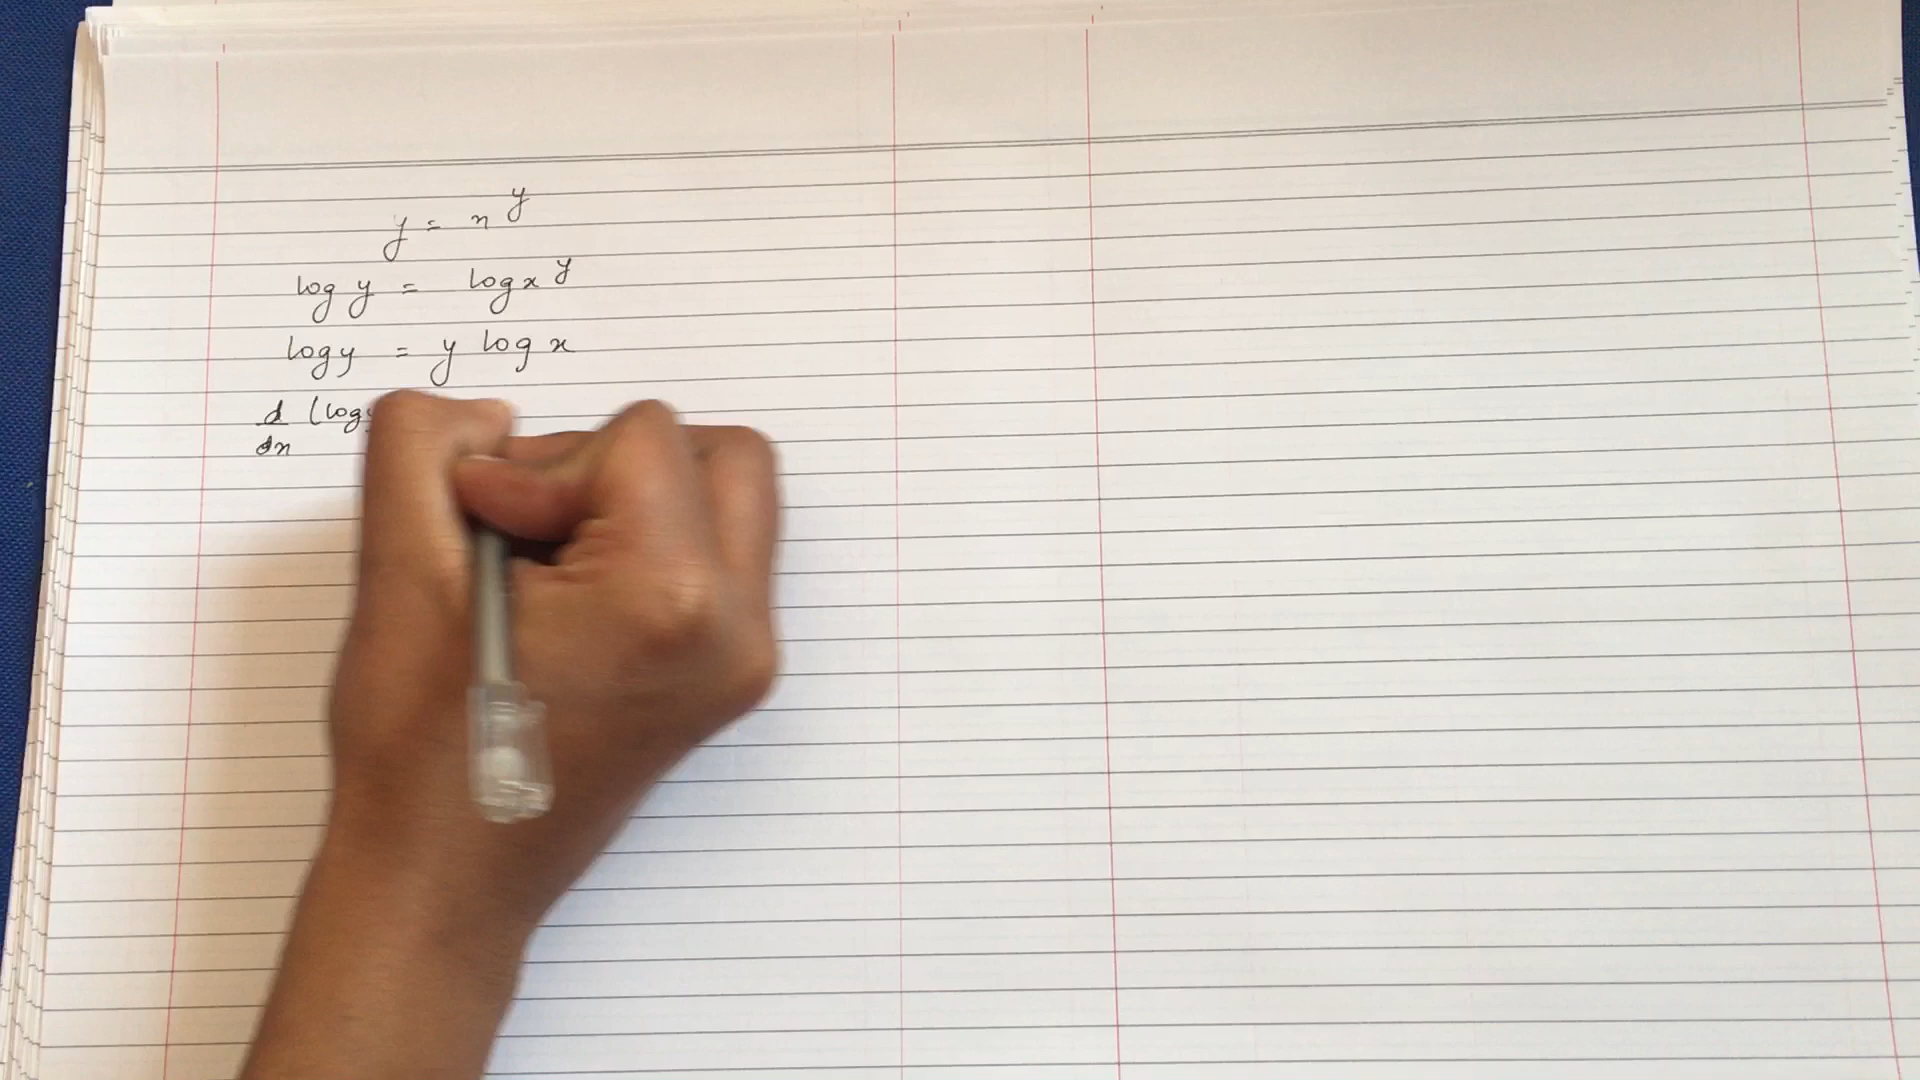 y = x^y
log y = log x^y
log y = y log x
d/dx (log y